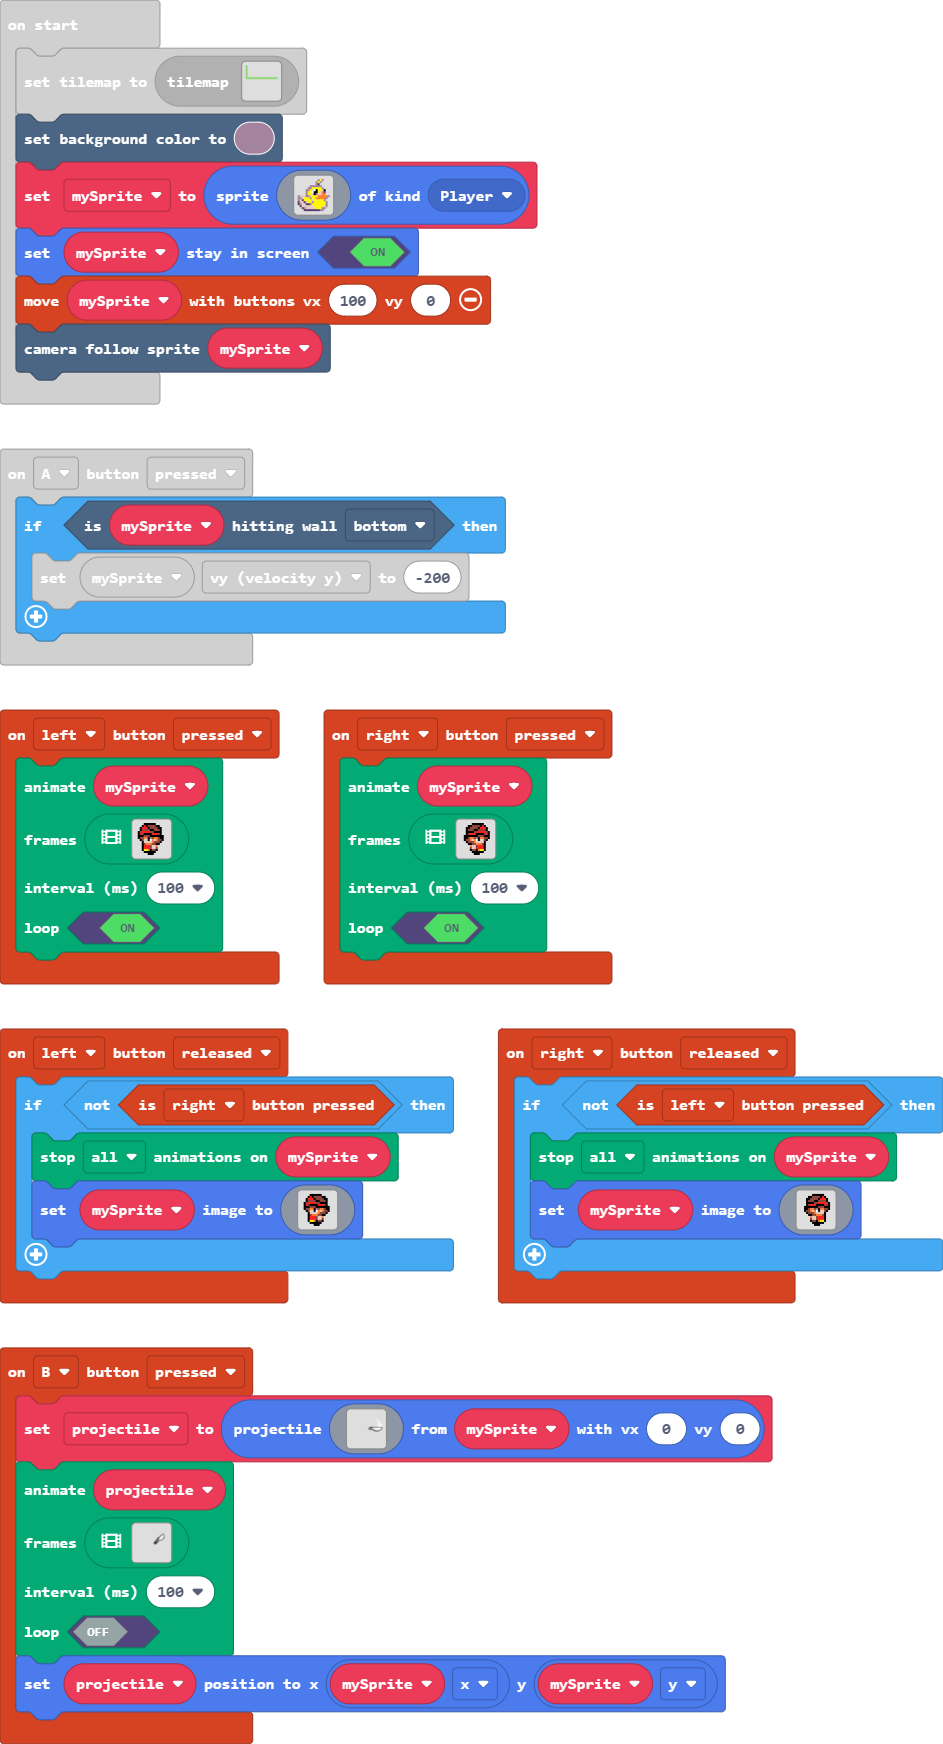 on start
set tilemap to tilemap
set background color to
set mySprite to sprite of kind Player
set mySprite stay in screen ON
move mySprite with buttons vx 100 vy 0
camera follow sprite mySprite
on A button pressed
if is mySprite hitting wall bottom then
set mySprite vy (velocity y) to -200
on left button pressed
animate mySprite
frames
interval (ms) 100
loop ON
on right button pressed
animate mySprite
frames
interval (ms) 100
loop ON
on left button released
if not is right button pressed then
stop all animations on mySprite
set mySprite image to
on right button released
if not is left button pressed then
stop all animations on mySprite
set mySprite image to
on B button pressed
set projectile to projectile from mySprite with vx 0 vy 0
animate projectile
frames
interval (ms) 100
loop OFF
set projectile position to x mySprite x y mySprite y